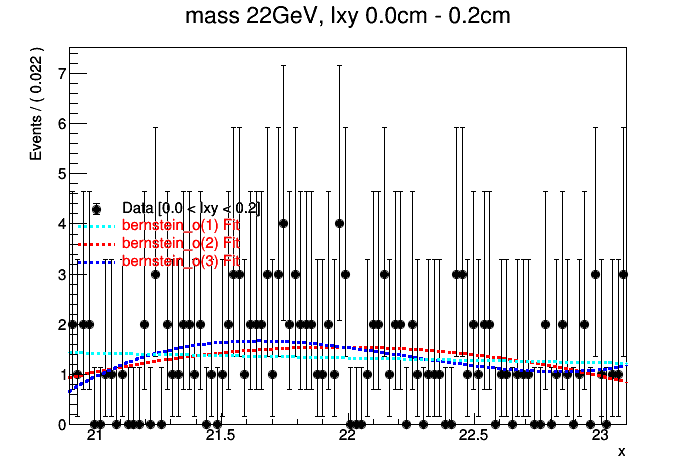 mass 22GeV, lxy 0.0cm - 0.2cm
Events / ( 0.022 )
7
6
5
4
3
2
1
0
Data [0.0 < lxy < 0.2]
bernstein_o(1) Fit
bernstein_o(2) Fit
bernstein_o(3) Fit
21 21.5 22 22.5 23
x